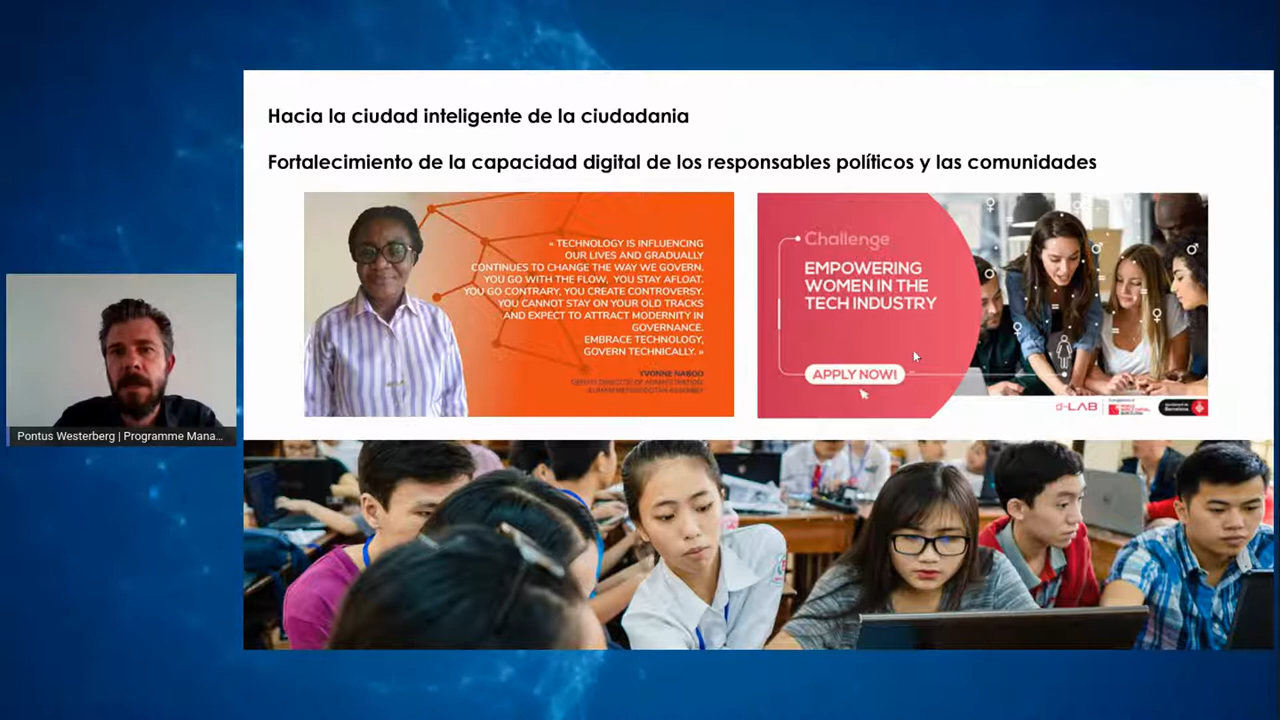 Hacia la ciudad inteligente de la ciudadania
Fortalecimiento de la capacidad digital de los responsables políticos y las comunidades
« TECHNOLOGY IS INFLUENCING
OUR LIVES AND GRADUALLY
CONTINUES TO CHANGE THE WAY WE GOVERN.
YOU GO WITH THE FLOW, YOU STAY AFLOAT.
YOU GO CONTRARY, YOU CREATE CONTROVERSY.
YOU CANNOT STAY ON YOUR OLD TRACKS
AND EXPECT TO ATTRACT MODERNITY IN
GOVERNANCE.
EMBRACE TECHNOLOGY,
GOVERN TECHNICALLY. »
YVONNE
Challenge
EMPOWERING
WOMEN IN THE
TECH INDUSTRY
APPLY NOW!
d-LAB
Barcelona
Pontus Westerberg | Programme Mana...